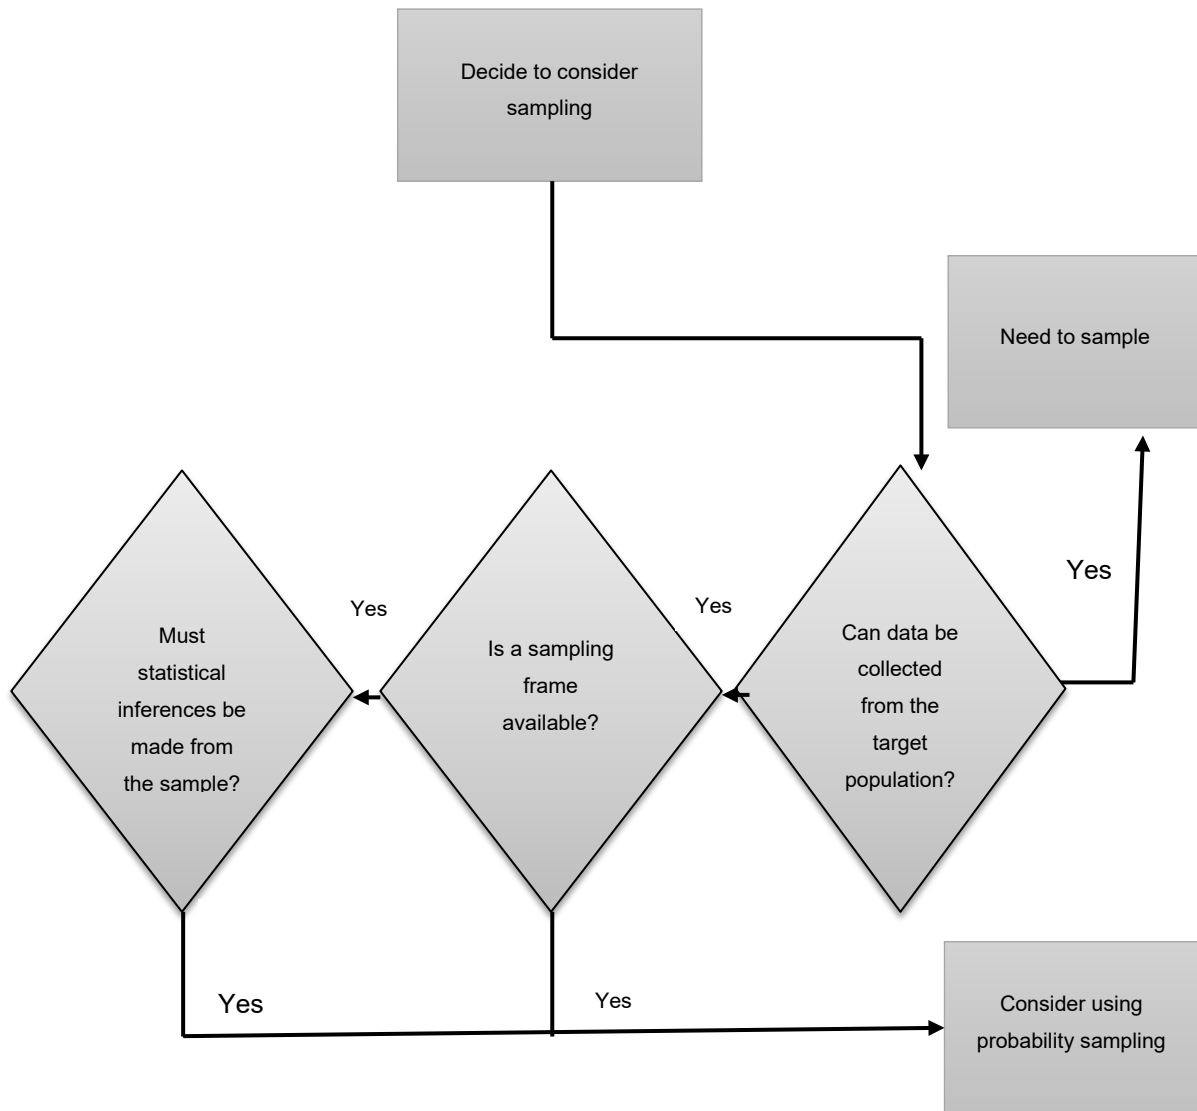 Decide to consider
sampling
Need to sample
Yes
Yes
Yes
Must
statistical
inferences be
made from
the sample?
Is a sampling
frame
available?
Can data be
collected
from the
target
population?
Yes
Yes
Consider using
probability sampling